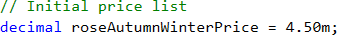 // Initial price list
decimal roseAutumnWinterPrice = 4.50m;